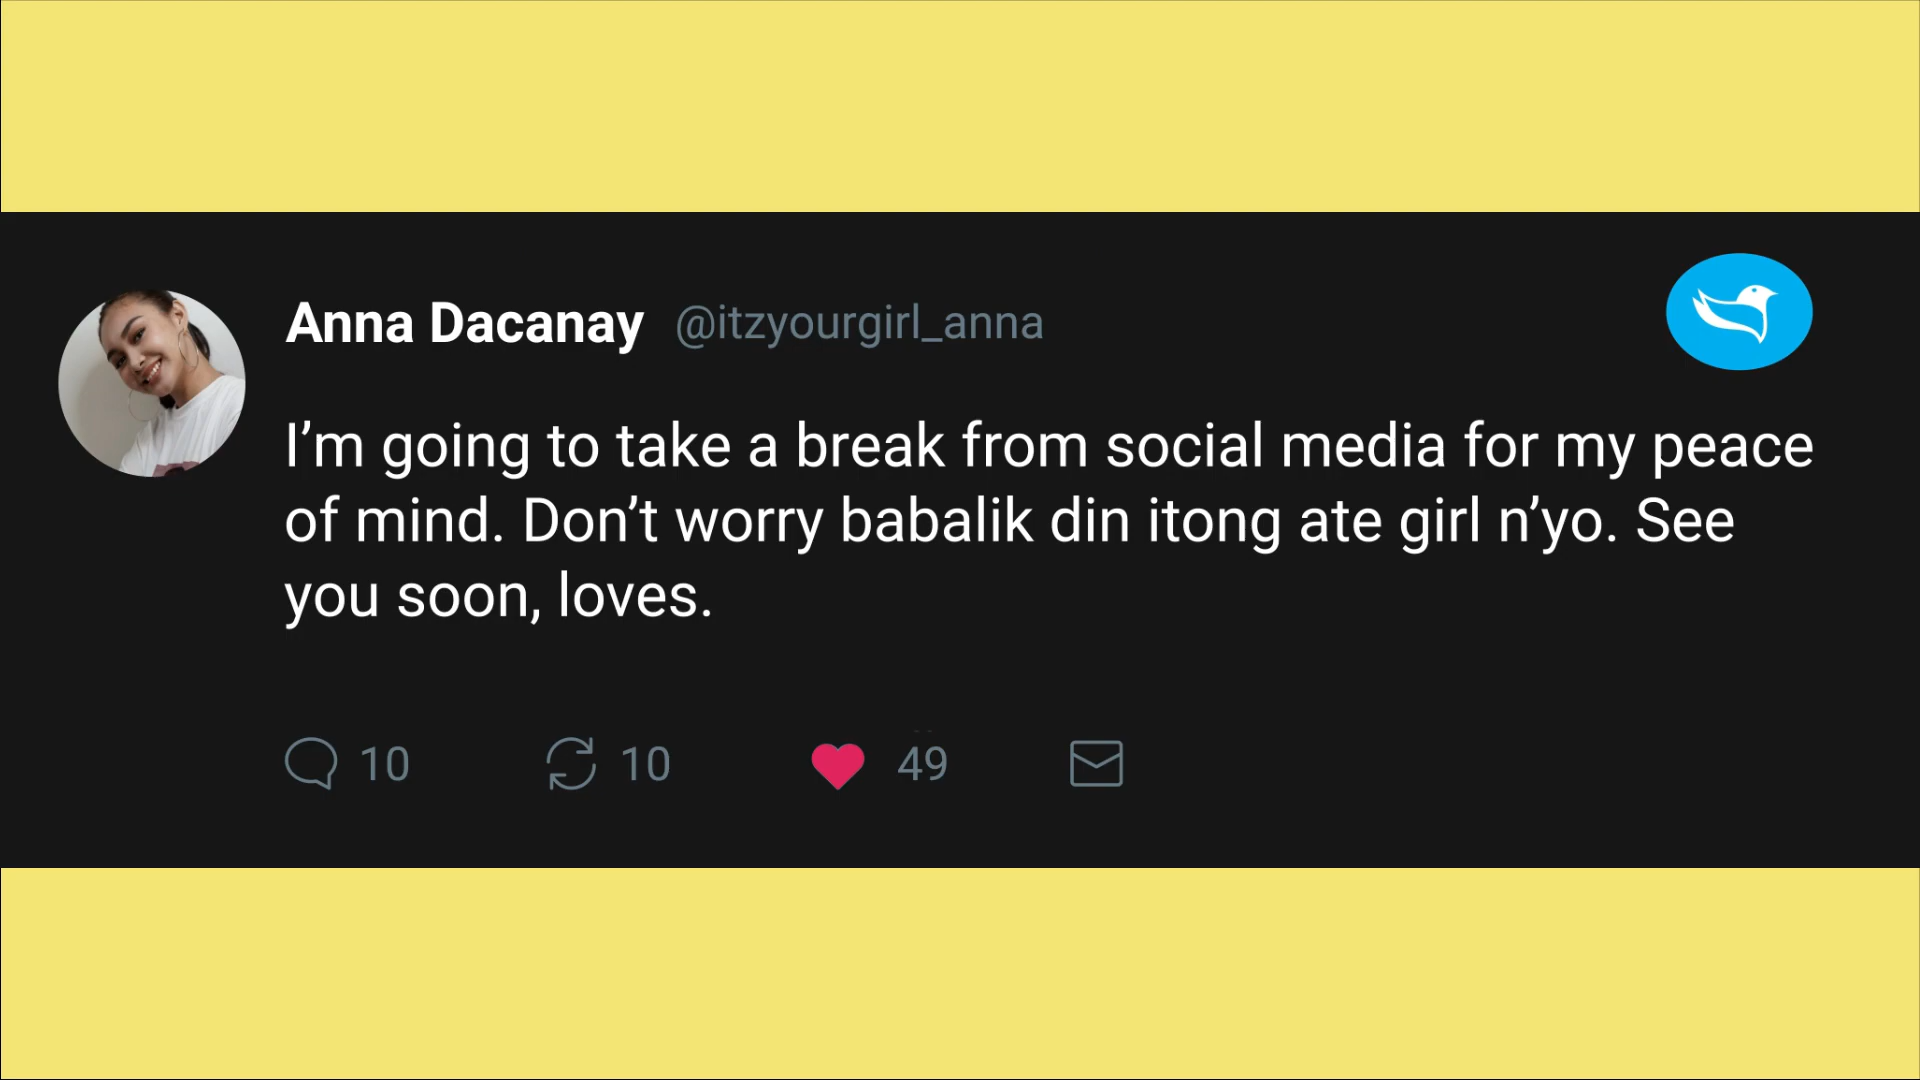 Anna Dacanay @itzyourgirl_anna
I’m going to take a break from social media for my peace
of mind. Don’t worry babalik din itong ate girl n’yo. See
you soon, loves.
10 10 49